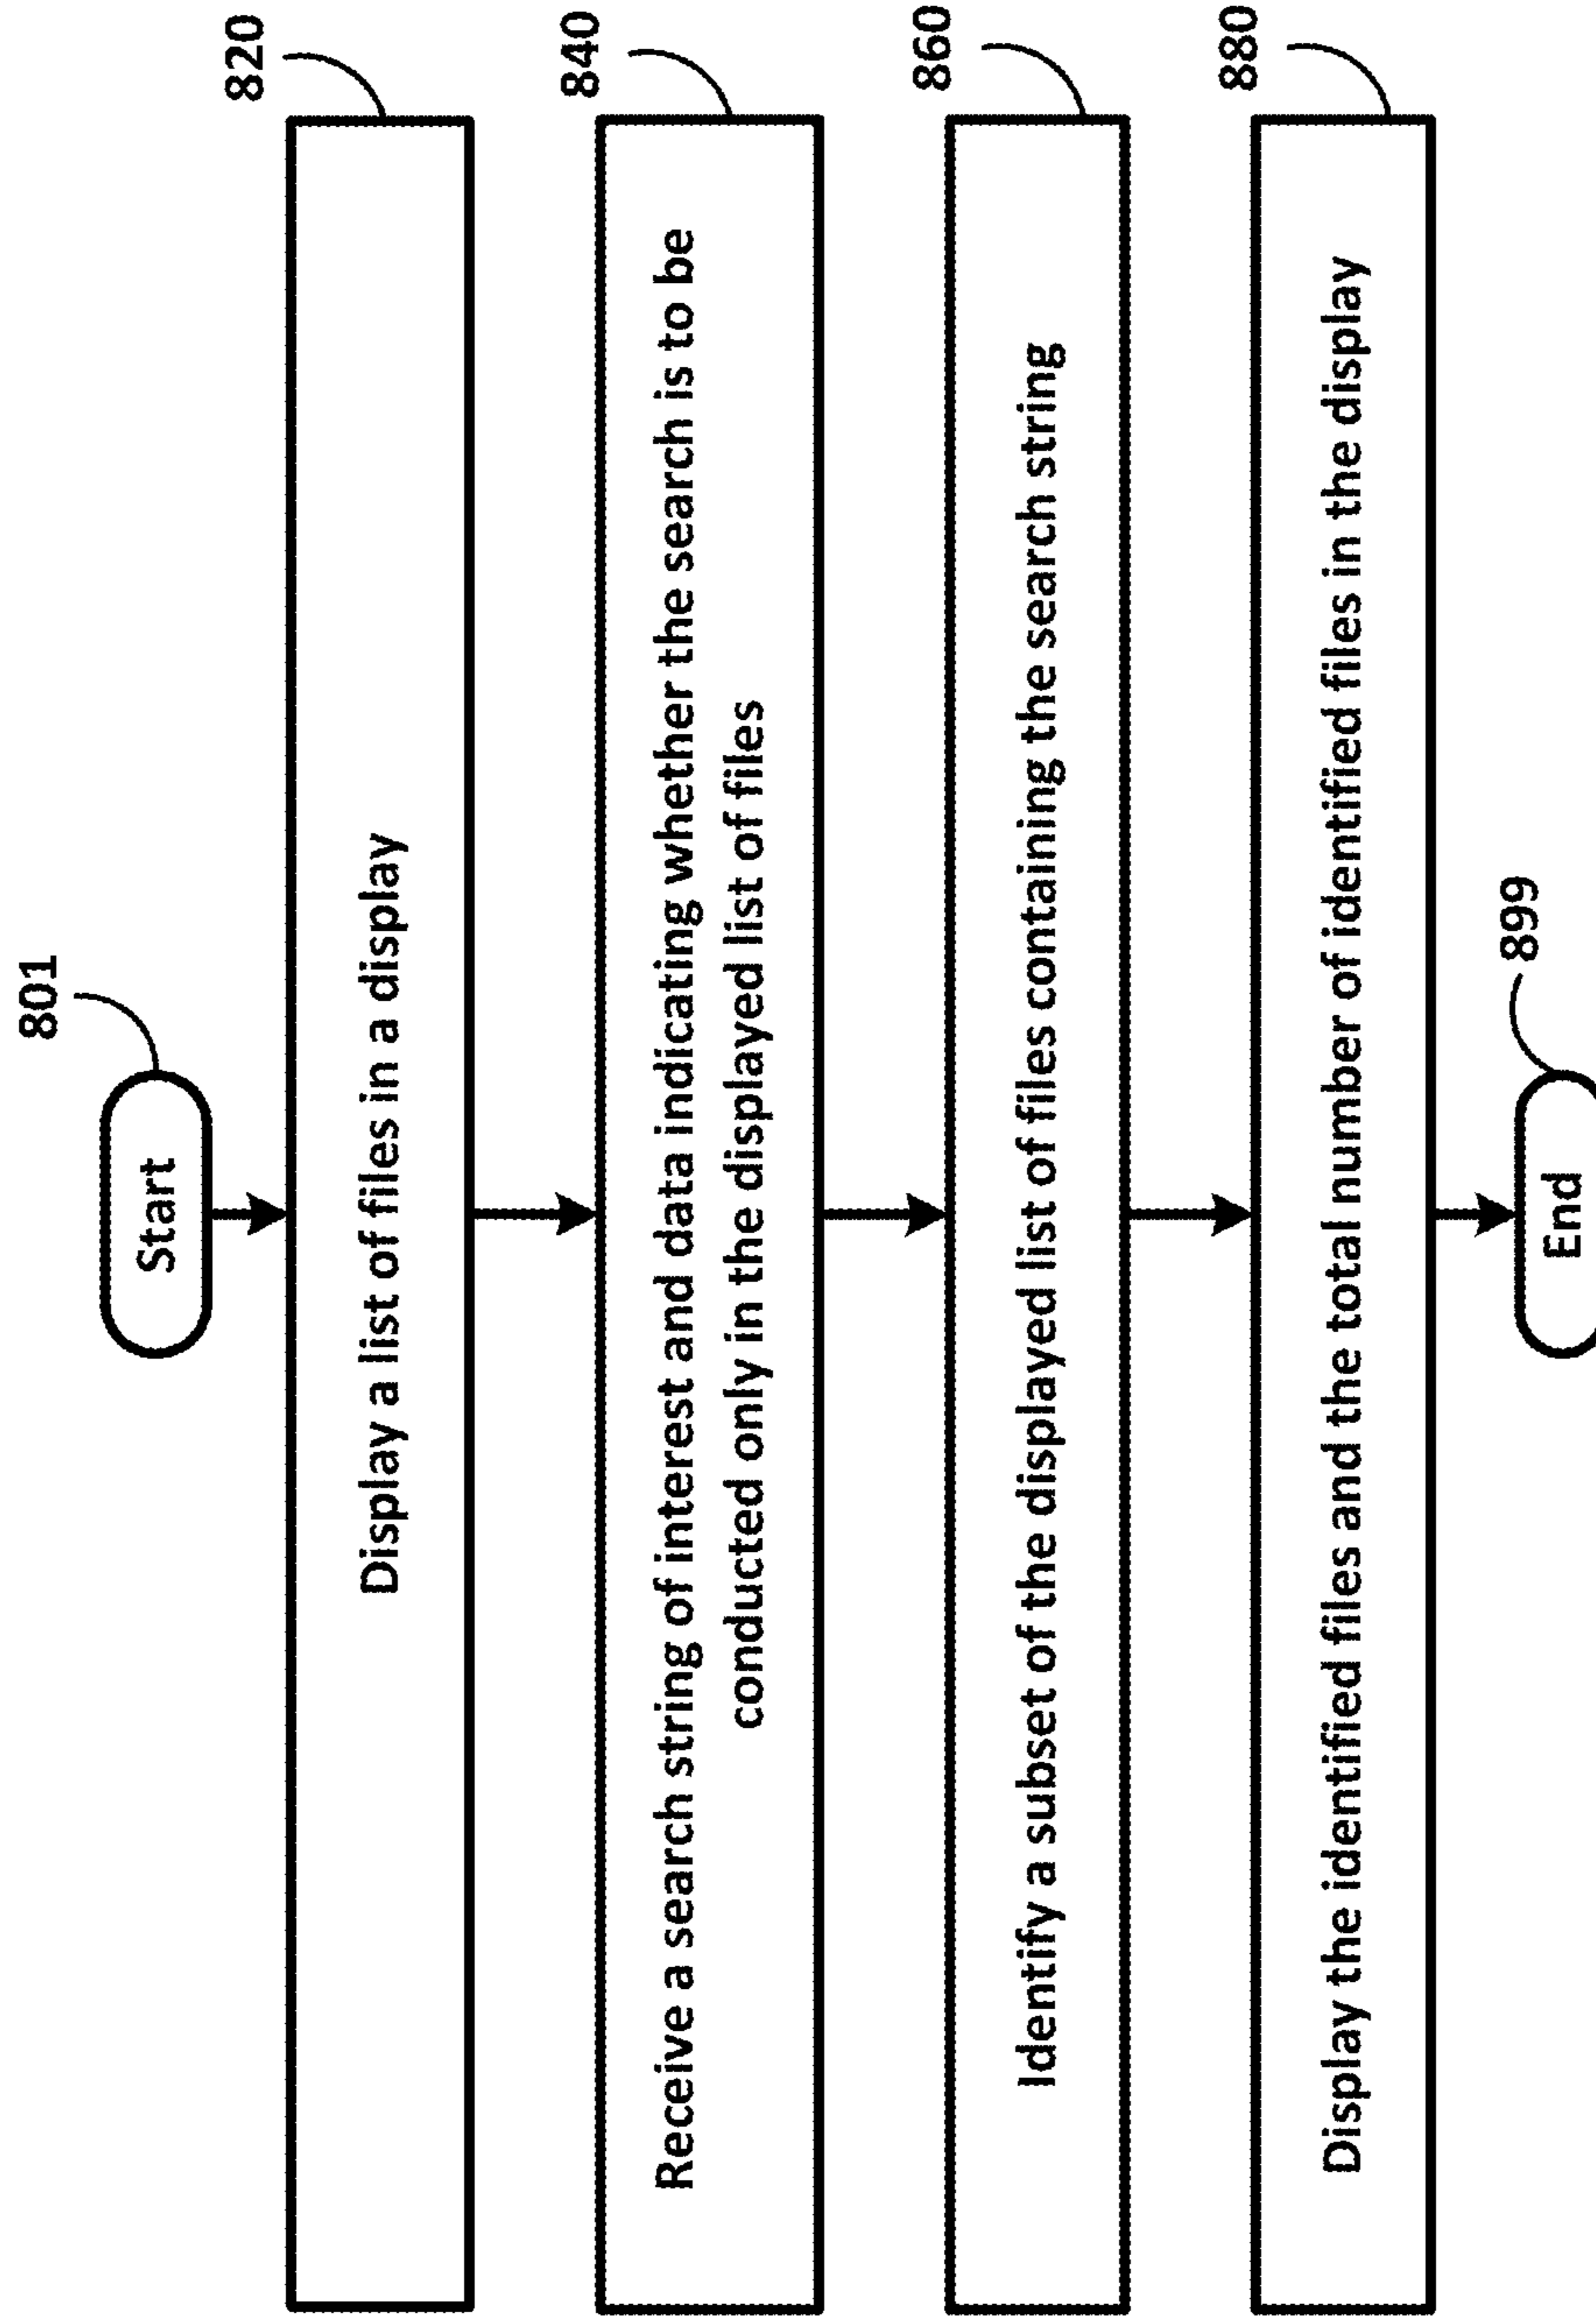 801
Start
820
Display a list of files in a display
840
Receive a search string of interest and data indicating whether the search is to be
conducted only in the displayed list of files
860
Identify a subset of the displayed list of files containing the search string
880
Display the identified files and the total number of identified files in the display
899
End